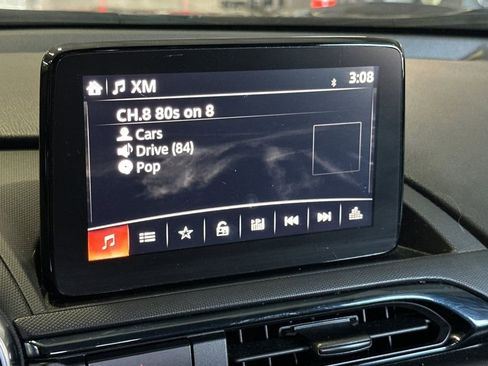 XM 3:08
CH.8 80s on 8
Cars
Drive (84)
Pop